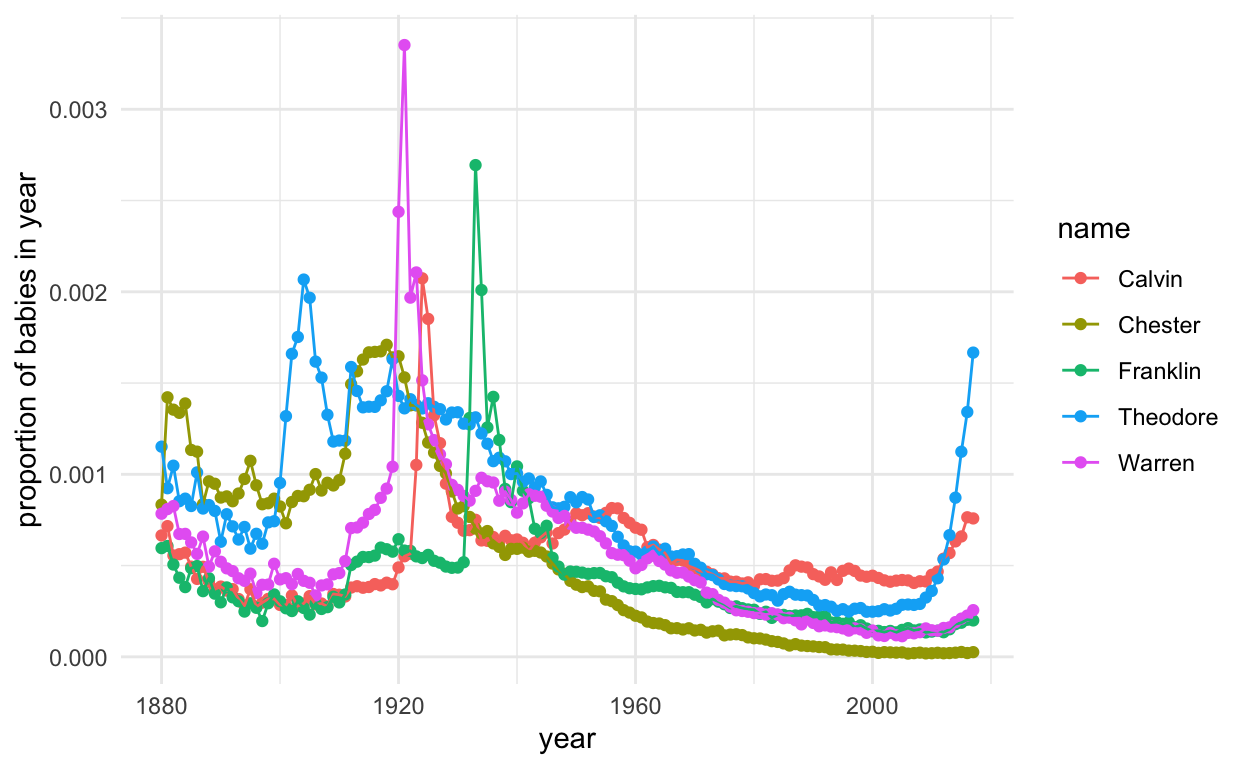 proportion of babies in year
0.003
0.002
0.001
0.000
1880
1920
1960
2000
year
name
Calvin
Chester
Franklin
Theodore
Warren